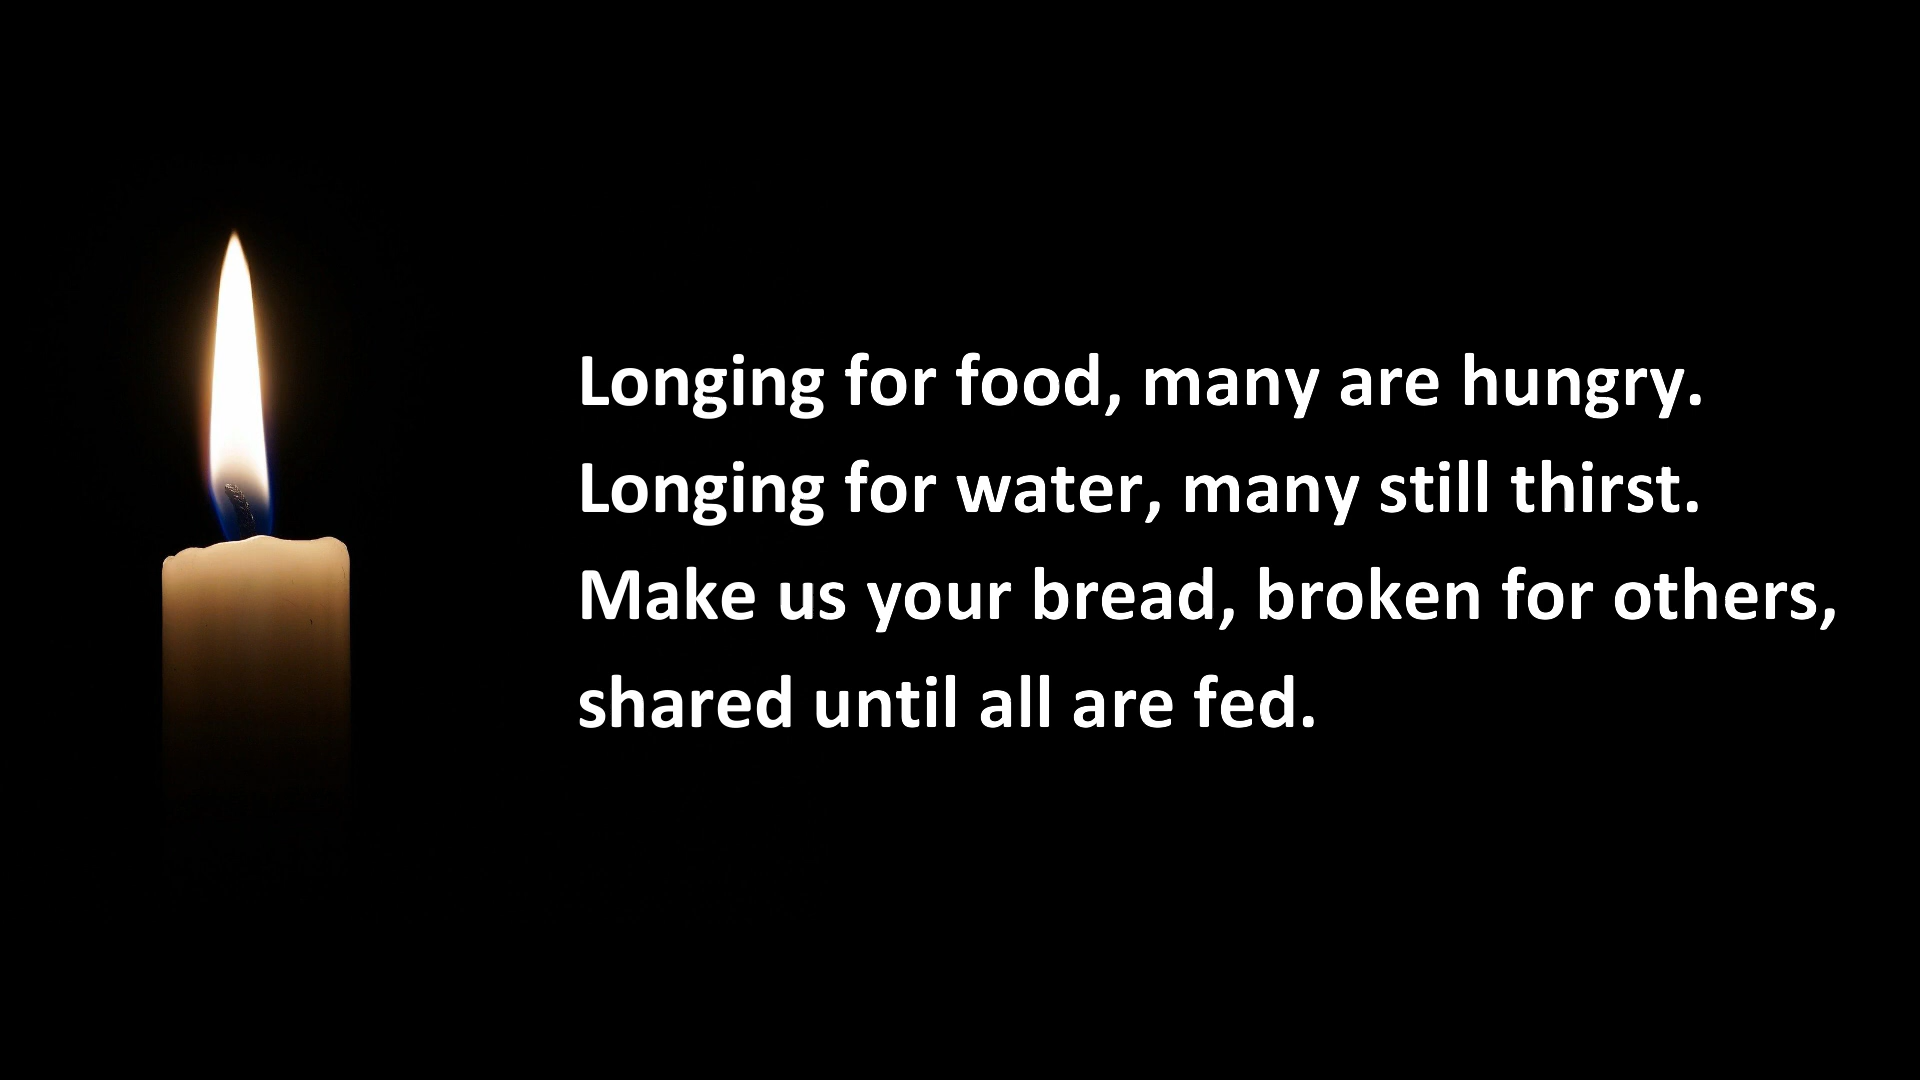 Longing for food, many are hungry.
Longing for water, many still thirst.
Make us your bread, broken for others,
shared until all are fed.